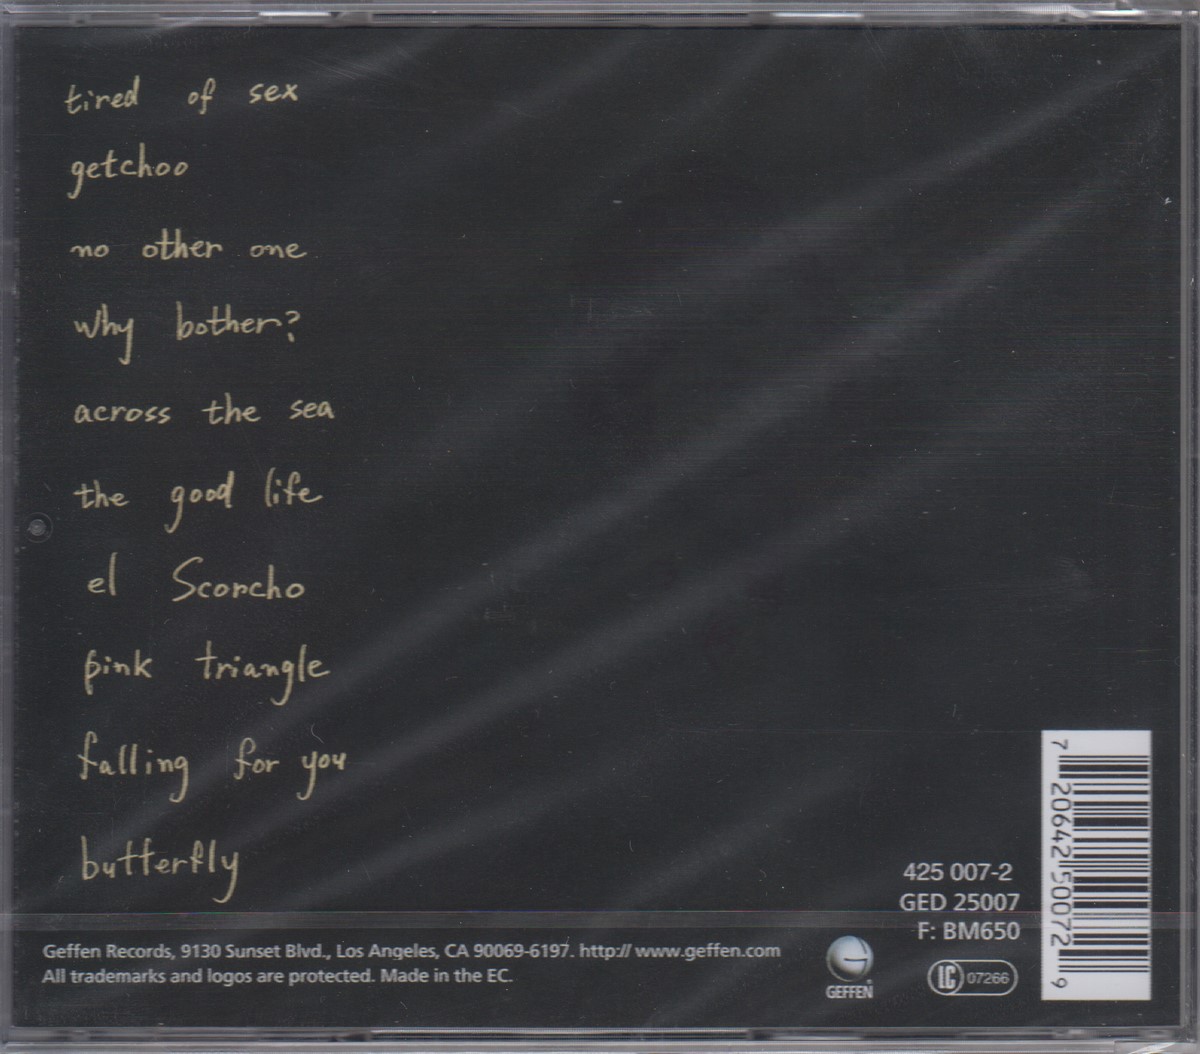 tired of sex
getchoo
no other one
why bother?
across the sea
the good life
el Scorcho
pink triangle
falling for you
butterfly
425 007-2
GED 25007
F: BM650
Geffen Records, 9130 Sunset Blvd., Los Angeles, CA 90069-6197. http// www.geffen.com
All trademarks and logos are protected. Made in the EC.
GEFFEN
LC 07266
7 20642 50072 9